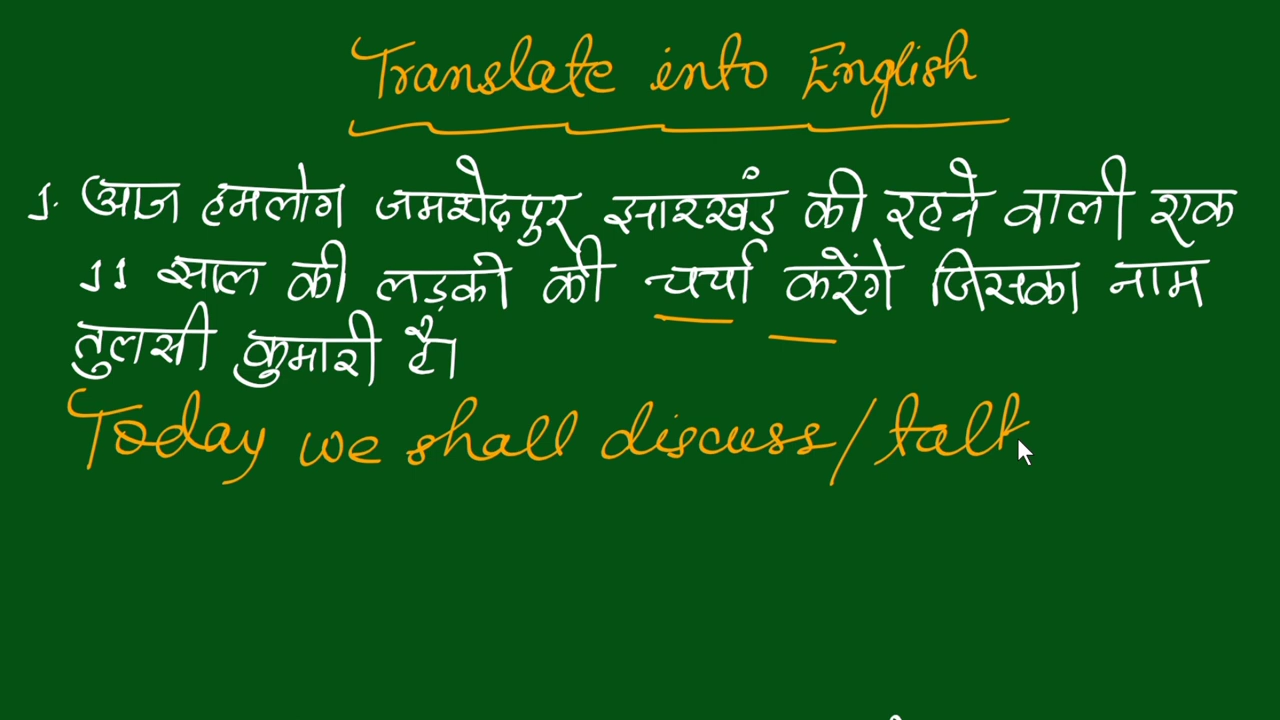 Translate into English
1. आज हमलोग जमशेदपुर झारखंड की रहने वाली एक
11 साल की लड़की की चर्चा करेंगे जिसका नाम
तुलसी कुमारी है।
Today we shall discuss/talk